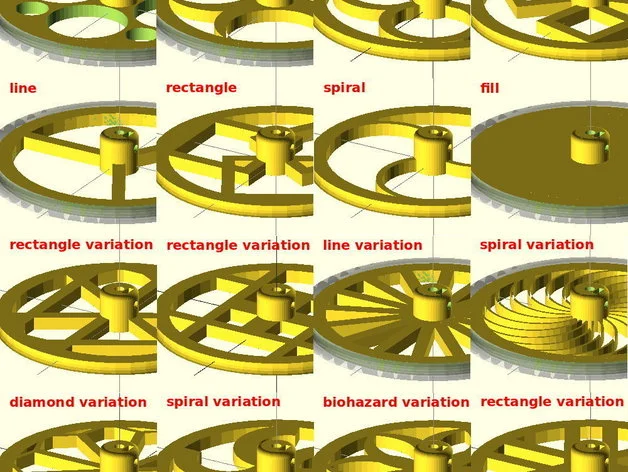 line
rectangle
spiral
fill
rectangle variation
rectangle variation
line variation
spiral variation
diamond variation
spiral variation
biohazard variation
rectangle variation